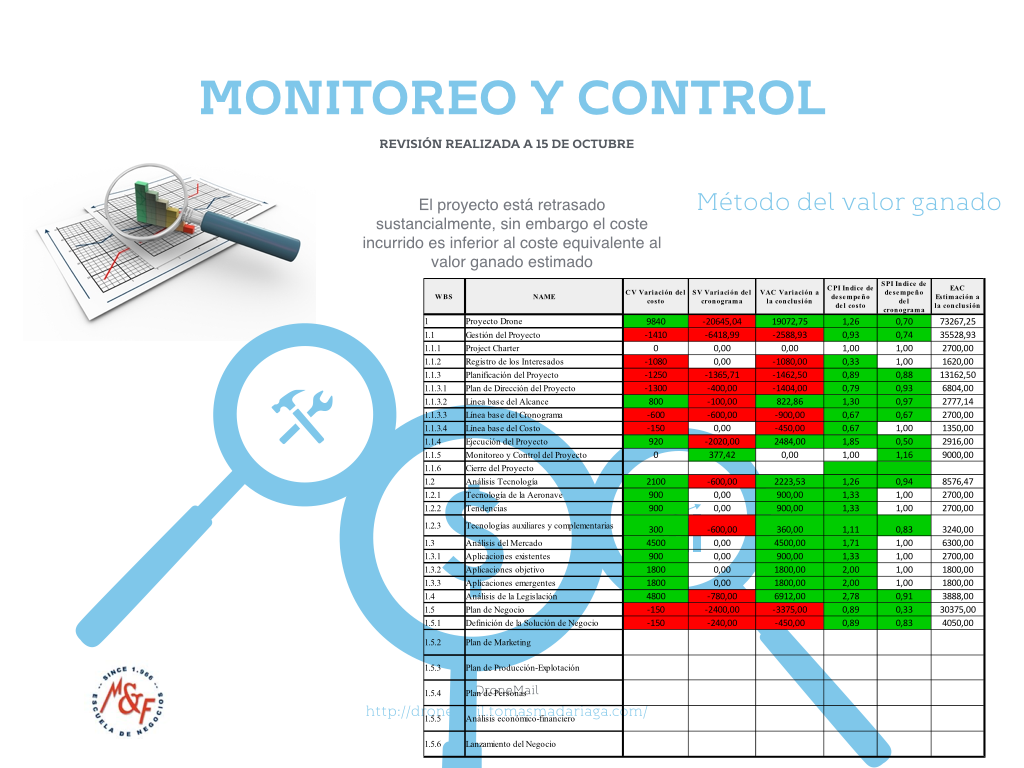 MONITOREO Y CONTROL
REVISIÓN REALIZADA A 15 DE OCTUBRE
Método del valor ganado
El proyecto está retrasado
sustancialmente, sin embargo el coste
incurrido es inferior al coste equivalente al
valor ganado estimado
WBS NAME CV Variación del costo SV Variación del cronograma VAC Variación a la conclusión CPI Indice de desempeño del costo SPI Indice de desempeño del cronograma EAC Estimación a la conclusión
1 Proyecto Drone 9840 -20645,04 19072,75 1,26 0,70 73267,25
1.1 Gestión del Proyecto -1410 -6418,99 -2588,93 0,93 0,74 35528,93
1.1.1 Project Charter 0 0,00 0,00 1,00 1,00 2700,00
1.1.2 Registro de los Interesados -1080 0,00 -1080,00 0,33 1,00 1620,00
1.1.3 Planificación del Proyecto -1250 -1365,71 -1462,50 0,89 0,88 13162,50
1.1.3.1 Plan de Dirección del Proyecto -1300 -400,00 -1404,00 0,79 0,93 6804,00
1.1.3.2 Linea base del Alcance 800 -100,00 822,86 1,30 0,97 2777,14
1.1.3.3 Linea base del Cronograma -600 -600,00 -900,00 0,67 0,67 2700,00
1.1.3.4 Linea base del Costo -150 0,00 -450,00 0,67 1,00 1350,00
1.1.4 Ejecución del Proyecto 920 -2020,00 2484,00 1,85 0,50 2916,00
1.1.5 Monitoreo y Control del Proyecto 0 377,42 0,00 1,00 1,16 9000,00
1.1.6 Cierre del Proyecto
1.2 Análisis Tecnología 2100 -600,00 2223,53 1,26 0,94 8576,47
1.2.1 Tecnología de la Aeronave 900 0,00 900,00 1,33 1,00 2700,00
1.2.2 Tendencias 900 0,00 900,00 1,33 1,00 2700,00
1.2.3 Tecnologías auxiliares y complementarias 300 -600,00 360,00 1,11 0,83 3240,00
1.3 Análisis del Mercado 4500 0,00 4500,00 1,71 1,00 6300,00
1.3.1 Aplicaciones existentes 900 0,00 900,00 1,33 1,00 2700,00
1.3.2 Aplicaciones objetivo 1800 0,00 1800,00 2,00 1,00 1800,00
1.3.3 Aplicaciones emergentes 1800 0,00 1800,00 2,00 1,00 1800,00
1.4 Análisis de la Legislación 4800 -780,00 6912,00 2,78 0,91 3888,00
1.5 Plan de Negocio -150 -2400,00 -3375,00 0,89 0,33 30375,00
1.5.1 Definición de la Solución de Negocio -150 -240,00 -450,00 0,89 0,83 4050,00
1.5.2 Plan de Marketing
1.5.3 Plan de Producción-Explotación
1.5.4 Plan de Personas
1.5.5 Análisis económico-financiero
1.5.6 Lanzamiento del Negocio
DroneMail
http://dronemail.tomasmadariaga.com/
SINCE 1.986
M&F
ESCUELA DE NEGOCIOS